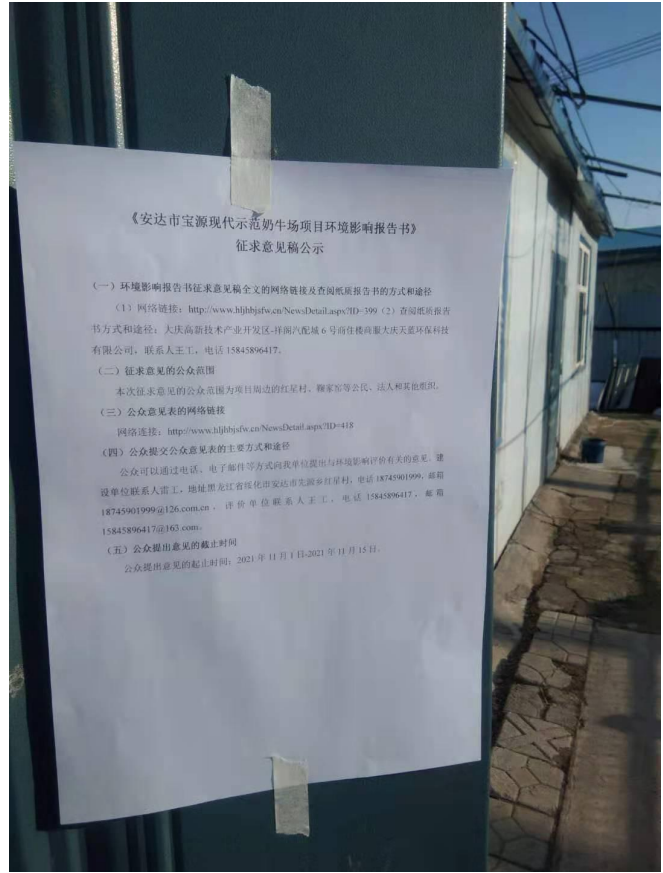 《安达市宝源现代示范奶牛场项目环境影响报告书》
征求意见稿公示
（一）环境影响报告书征求意见稿全文的网络链接及查阅纸质报告书的方式和途径
（1）网络链接：http://www.hljhbjsfw.cn/NewsDetail.aspx?ID=399（2）查阅纸质报告
书方式和途径：大庆高新技术产业开发区-祥阁汽配城6号商住楼商服大庆天蓝环保科技
有限公司，联系人王工，电话15845896417。
（二）征求意见的公众范围
本次征求意见的公众范围为项目周边的红星村、鞠家窑等公民、法人和其他组织。
（三）公众意见表的网络链接
网络连接：http://www.hljhbjsfw.cn/NewsDetail.aspx?ID=418
（四）公众提交公众意见表的主要方式和途径
公众可以通过电话、电子邮件等方式向我单位提出与环境影响评价有关的意见。建
设单位联系人雷工，地址黑龙江省绥化市安达市先源乡红星村，电话18745901999，邮箱
18745901999@126.com.cn，评价单位联系人王工，电话15845896417，邮箱
15845896417@163.com。
（五）公众提出意见的截止时间
公众提出意见的起止时间：2021年11月1日-2021年11月15日。